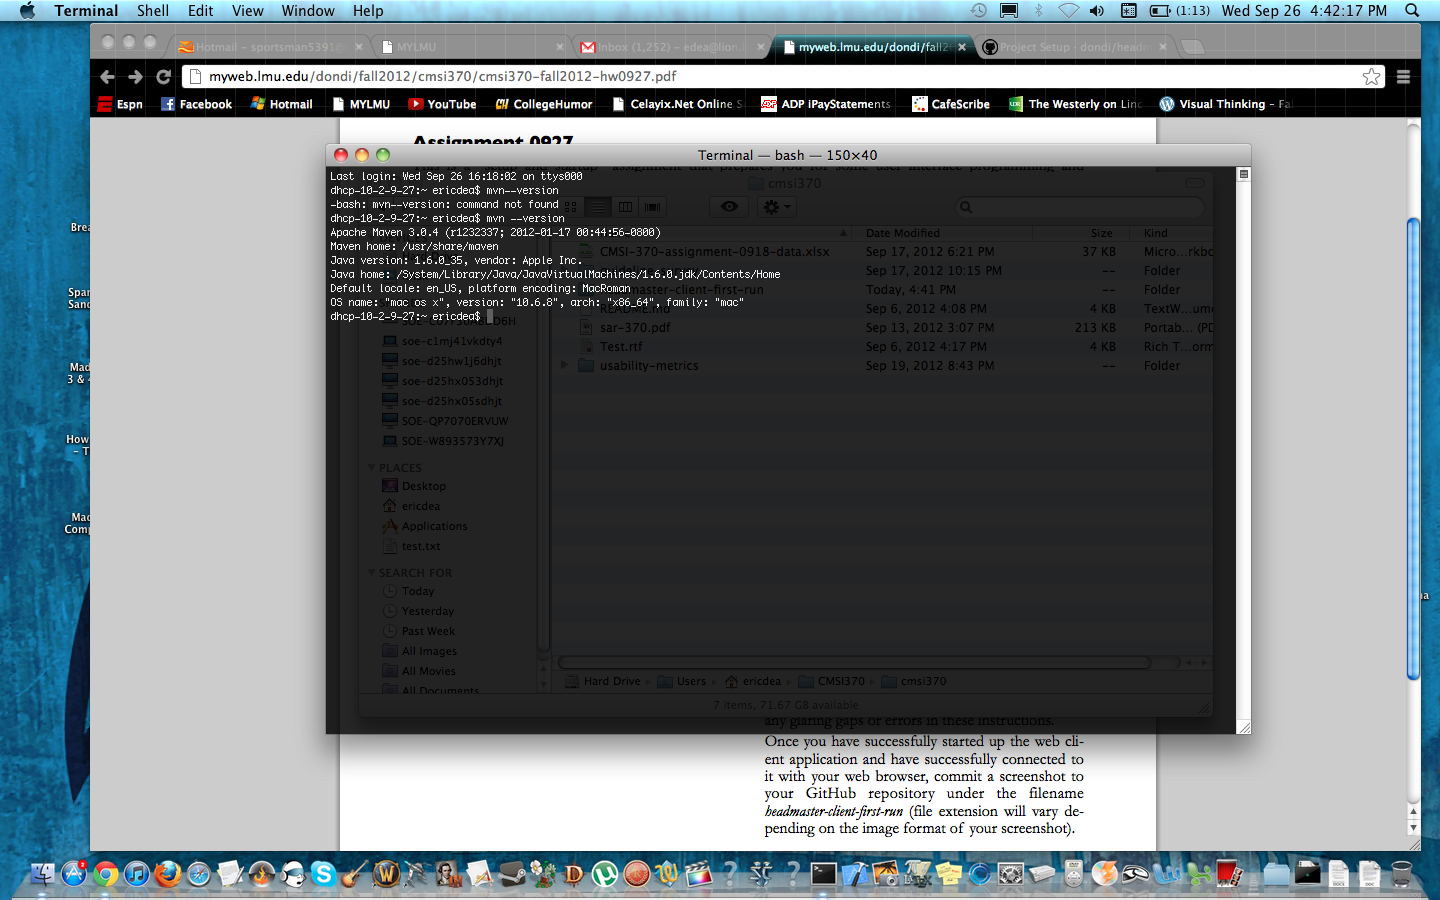 Terminal Shell Edit View Window Help (1:13) Wed Sep 26 4:42:17 PM
Hotmail – sportsman5391@ MYLMU Inbox (1,252) – edea@lion. myweb.lmu.edu/dondi/fall2 Project Setup · dondi/headm
myweb.lmu.edu/dondi/fall2012/cmsi370/cmsi370-fall2012-hw0927.pdf
Espn Facebook Hotmail MYLMU YouTube CollegeHumor Celayix.Net Online S ADP iPayStatements CafeScribe The Westerly on Linc Visual Thinking – Fal
Assignment 0927
Terminal — bash — 150×40
Last login: Wed Sep 26 16:18:02 on ttys000
dhcp-10-2-9-27:~ ericdea$ mvn--version
-bash: mvn--version: command not found
dhcp-10-2-9-27:~ ericdea$ mvn --version
Apache Maven 3.0.4 (r1232337; 2012-01-17 00:44:56-0800)
Maven home: /usr/share/maven
Java version: 1.6.0_35, vendor: Apple Inc.
Java home: /System/Library/Java/JavaVirtualMachines/1.6.0.jdk/Contents/Home
Default locale: en_US, platform encoding: MacRoman
OS name: "mac os x", version: "10.6.8", arch: "x86_64", family: "mac"
dhcp-10-2-9-27:~ ericdea$
cmsi370
Date Modified Size Kind
CMSI-370-assignment-0918-data.xlsx Sep 17, 2012 6:21 PM 37 KB Micro...rkbc
Sep 17, 2012 10:15 PM -- Folder
master-client-first-run Today, 4:41 PM -- Folder
README.md Sep 6, 2012 4:08 PM 4 KB TextW...ume
sar-370.pdf Sep 13, 2012 3:07 PM 213 KB Portab... (PD
Test.rtf Sep 6, 2012 4:17 PM 4 KB Rich T...orm
usability-metrics Sep 19, 2012 8:43 PM -- Folder
soe-c1mj41vkdty4
soe-d25hw1j6dhjt
soe-d25hx053dhjt
soe-d25hx05sdhjt
SOE-QP7070ERVUW
SOE-W893573Y7XJ
PLACES
Desktop
ericdea
Applications
test.txt
SEARCH FOR
Today
Yesterday
Past Week
All Images
All Movies
All Documents
Hard Drive Users ericdea CMSI370 cmsi370
7 items, 71.67 GB available
any glaring gaps or errors in these instructions.
Once you have successfully started up the web cli-
ent application and have successfully connected to
it with your web browser, commit a screenshot to
your GitHub repository under the filename
headmaster-client-first-run (file extension will vary de-
pending on the image format of your screenshot).
Brea
Spar
San
Mad
3 & 4
How
- T
Mac
Comp